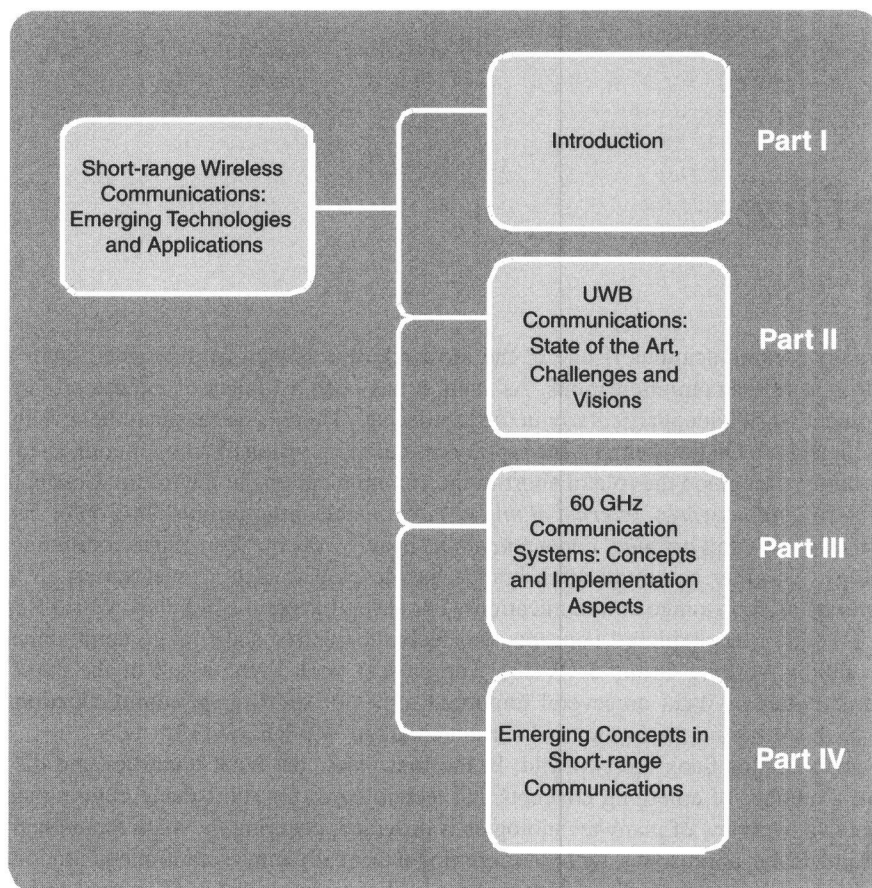 Short-range Wireless
Communications:
Emerging Technologies
and Applications
Introduction
Part I
UWB
Communications:
State of the Art,
Challenges and
Visions
Part II
60 GHz
Communication
Systems: Concepts
and Implementation
Aspects
Part III
Emerging Concepts in
Short-range
Communications
Part IV